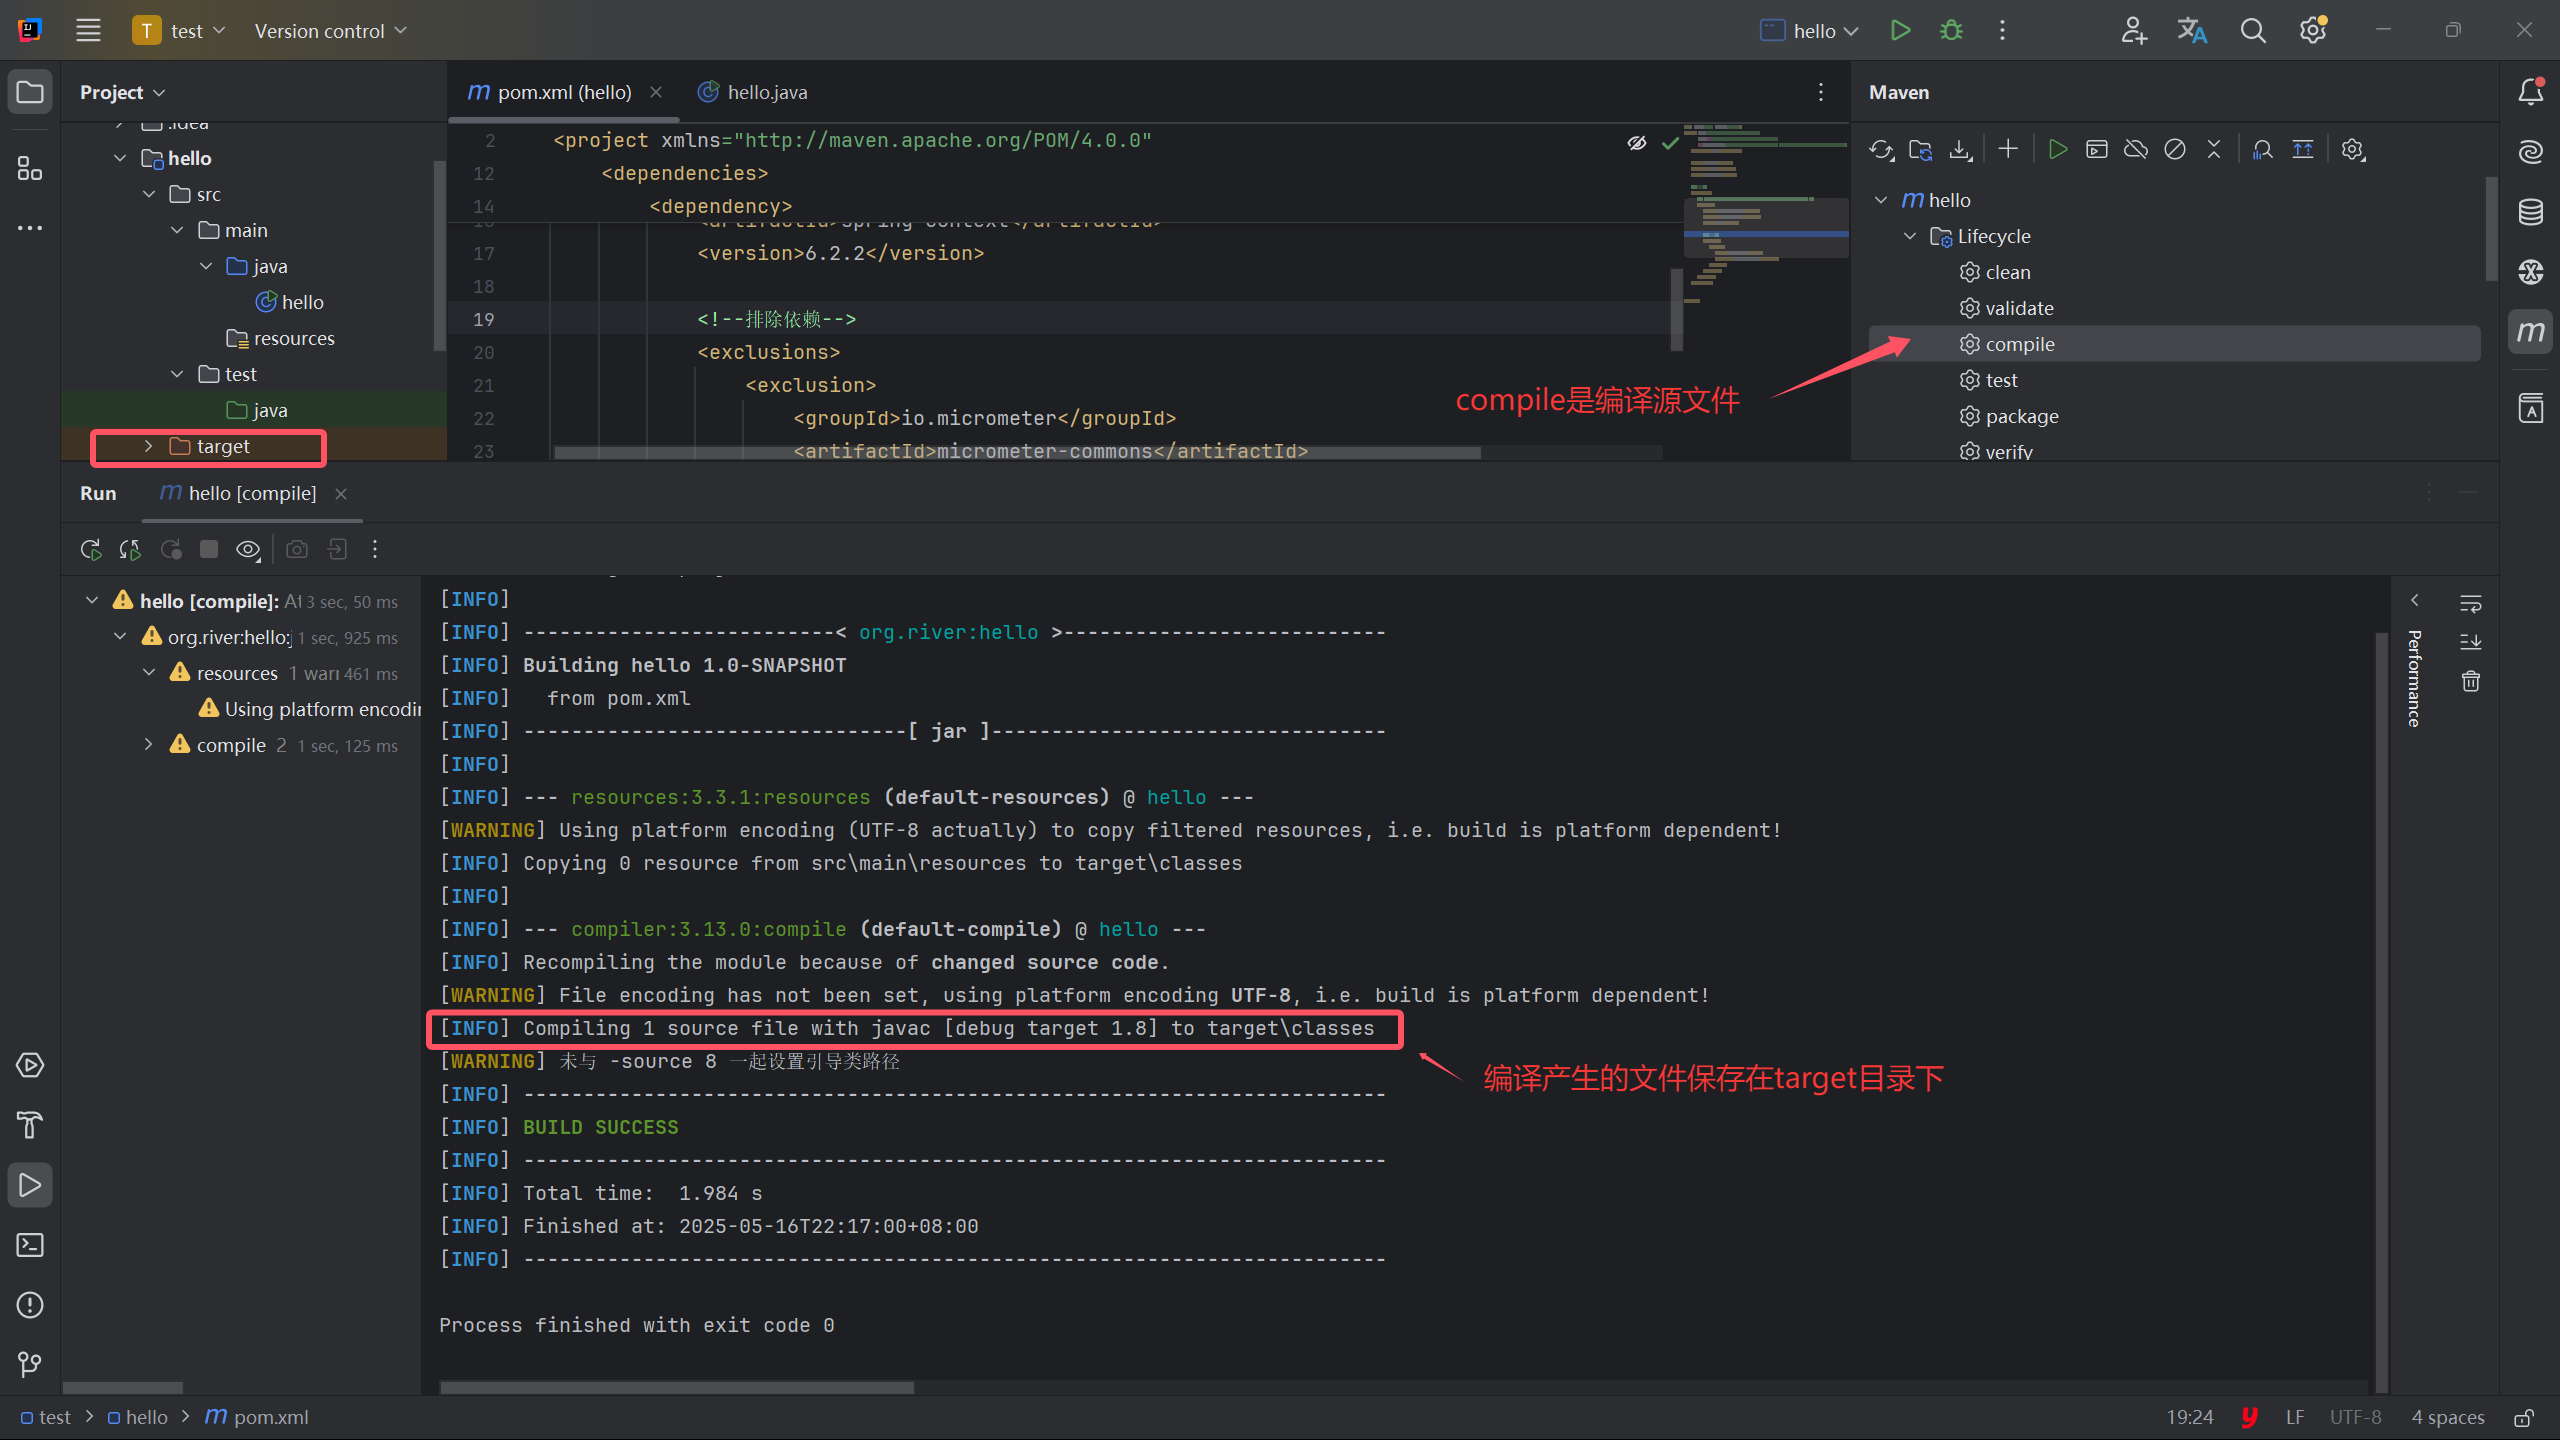 T test Version control hello
Project
pom.xml (hello) hello.java
Maven
.idea
hello
src
main
java
hello
resources
test
java
target
2 <project xmlns="http://maven.apache.org/POM/4.0.0"
12 <dependencies>
14 <dependency>
16 <artifactId>spring-context</artifactId>
17 <version>6.2.2</version>
18
19 <!--排除依赖-->
20 <exclusions>
21 <exclusion>
22 <groupId>io.micrometer</groupId>
23 <artifactId>micrometer-commons</artifactId>
hello
Lifecycle
clean
validate
compile
test
package
verify
compile是编译源文件
Run hello [compile]
hello [compile]: At 3 sec, 50 ms
org.river:hello:j 1 sec, 925 ms
resources 1 warı 461 ms
Using platform encodin
compile 2 1 sec, 125 ms
[INFO]
[INFO] --------------------------< org.river:hello >---------------------------
[INFO] Building hello 1.0-SNAPSHOT
[INFO]   from pom.xml
[INFO] --------------------------------[ jar ]---------------------------------
[INFO]
[INFO] --- resources:3.3.1:resources (default-resources) @ hello ---
[WARNING] Using platform encoding (UTF-8 actually) to copy filtered resources, i.e. build is platform dependent!
[INFO] Copying 0 resource from src\main\resources to target\classes
[INFO]
[INFO] --- compiler:3.13.0:compile (default-compile) @ hello ---
[INFO] Recompiling the module because of changed source code.
[WARNING] File encoding has not been set, using platform encoding UTF-8, i.e. build is platform dependent!
[INFO] Compiling 1 source file with javac [debug target 1.8] to target\classes
[WARNING] 未与 -source 8 一起设置引导类路径
编译产生的文件保存在target目录下
[INFO] ------------------------------------------------------------------------
[INFO] BUILD SUCCESS
[INFO] ------------------------------------------------------------------------
[INFO] Total time:  1.984 s
[INFO] Finished at: 2025-05-16T22:17:00+08:00
[INFO] ------------------------------------------------------------------------
Process finished with exit code 0
Performance
test > hello > pom.xml
19:24 LF UTF-8 4 spaces